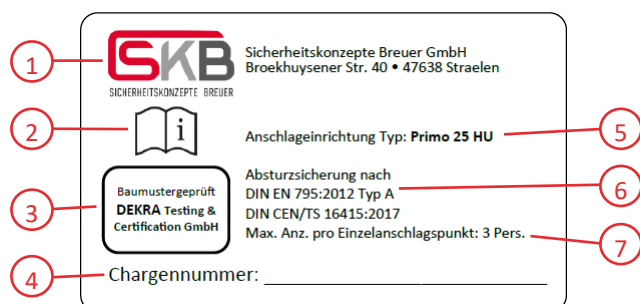 SKB
SICHERHEITSKONZEPTE BREUER
Sicherheitskonzepte Breuer GmbH
Broekhuysener Str. 40 • 47638 Straelen
1
2
i
Anschlageinrichtung Typ: Primo 25 HU
5
3
Baumustergeprüft
DEKRA Testing &
Certification GmbH
Absturzsicherung nach
DIN EN 795:2012 Typ A
DIN CEN/TS 16415:2017
Max. Anz. pro Einzelanschlagspunkt: 3 Pers.
6
7
4
Chargennummer: ____________________